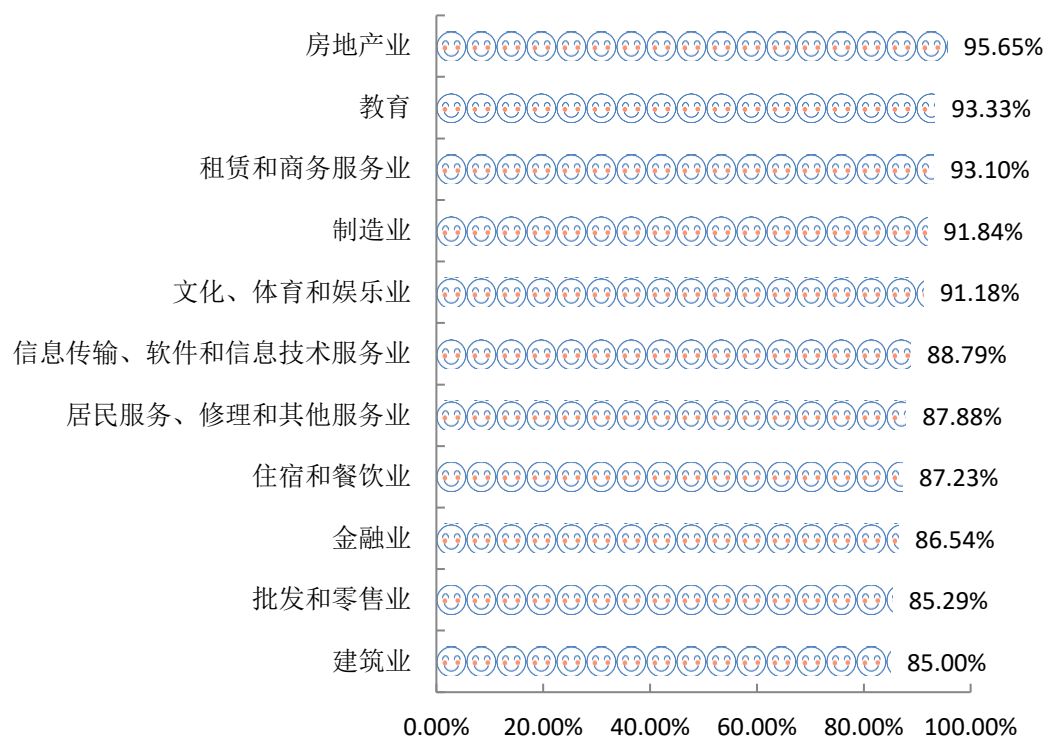 房地产业 95.65%
教育 93.33%
租赁和商务服务业 93.10%
制造业 91.84%
文化、体育和娱乐业 91.18%
信息传输、软件和信息技术服务业 88.79%
居民服务、修理和其他服务业 87.88%
住宿和餐饮业 87.23%
金融业 86.54%
批发和零售业 85.29%
建筑业 85.00%
0.00% 20.00% 40.00% 60.00% 80.00% 100.00%